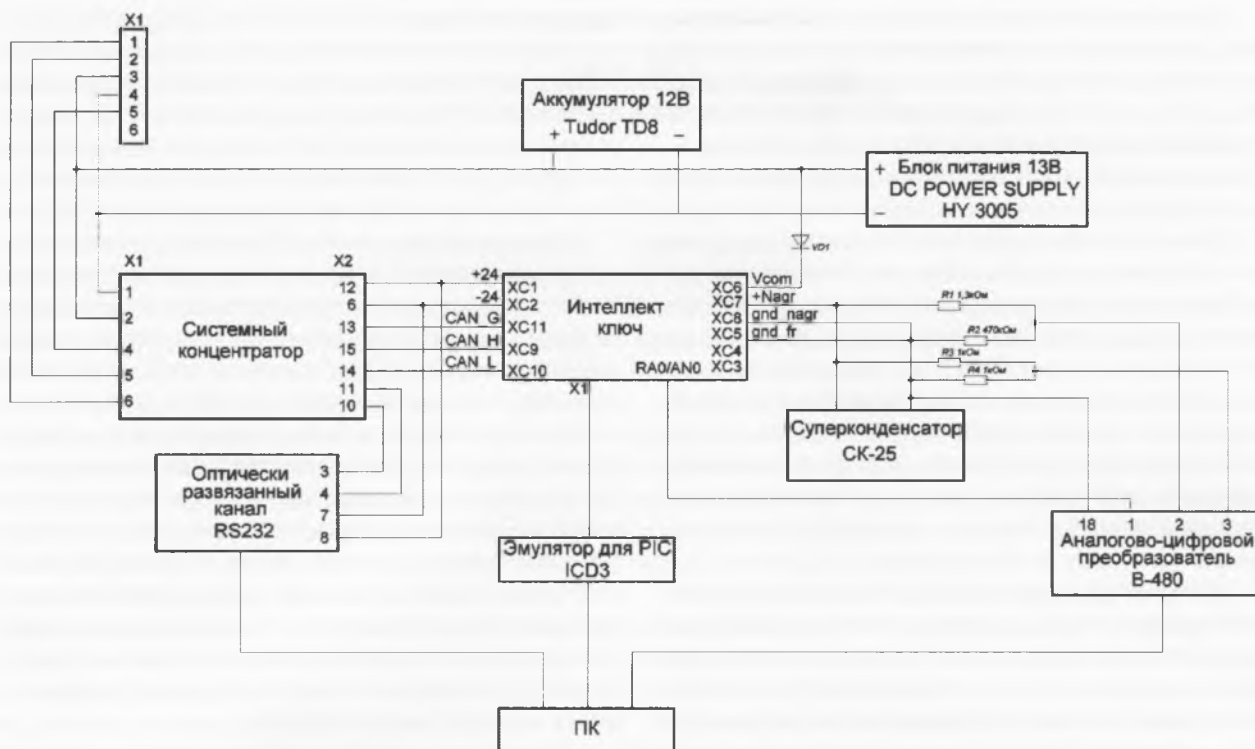 X1
1
2
3
4
5
6
Аккумулятор 12В
Tudor TD8
+ −
+ Блок питания 13В
DC POWER SUPPLY
− HY 3005
VD1
X1
X2
1
2
4
5
6
Системный
концентратор
12
6
13
15
14
11
10
+24
-24
CAN_G
CAN_H
CAN_L
XC1
XC2
XC11
XC9
XC10
Интеллект
ключ
XC6
XC7
XC8
XC5
XC4
XC3
RA0/AN0
X1
Vcom
+Nagr
gnd_nagr
gnd_fr
R1 1,3кОм
R2 470кОм
R3 1кОм
R4 1кОм
Суперконденсатор
СК-25
Оптически
развязанный
канал
RS232
3
4
7
8
Эмулятор для PIC
ICD3
18 1 2 3
Аналогово-цифровой
преобразователь
В-480
ПК